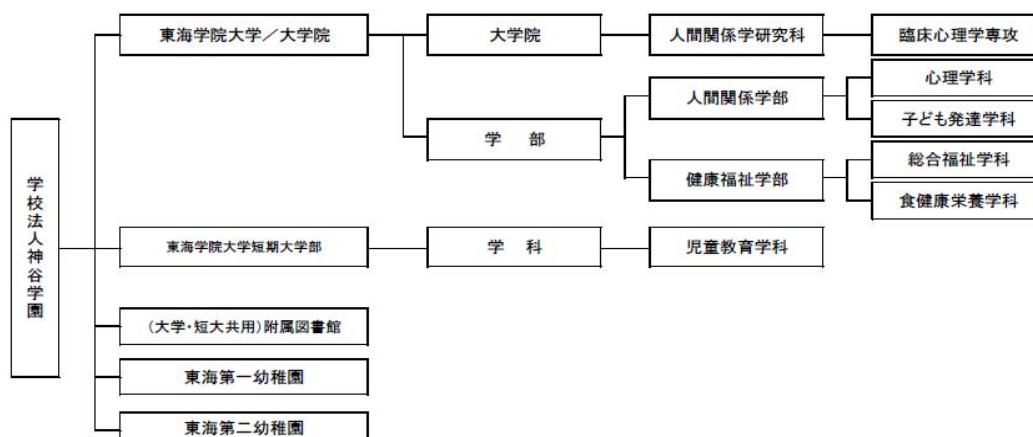 学校法人神谷学園
東海学院大学／大学院
大学院
人間関係学研究科
臨床心理学専攻
学　部
人間関係学部
心理学科
子ども発達学科
健康福祉学部
総合福祉学科
食健康栄養学科
東海学院大学短期大学部
学　科
児童教育学科
（大学・短大共用）附属図書館
東海第一幼稚園
東海第二幼稚園